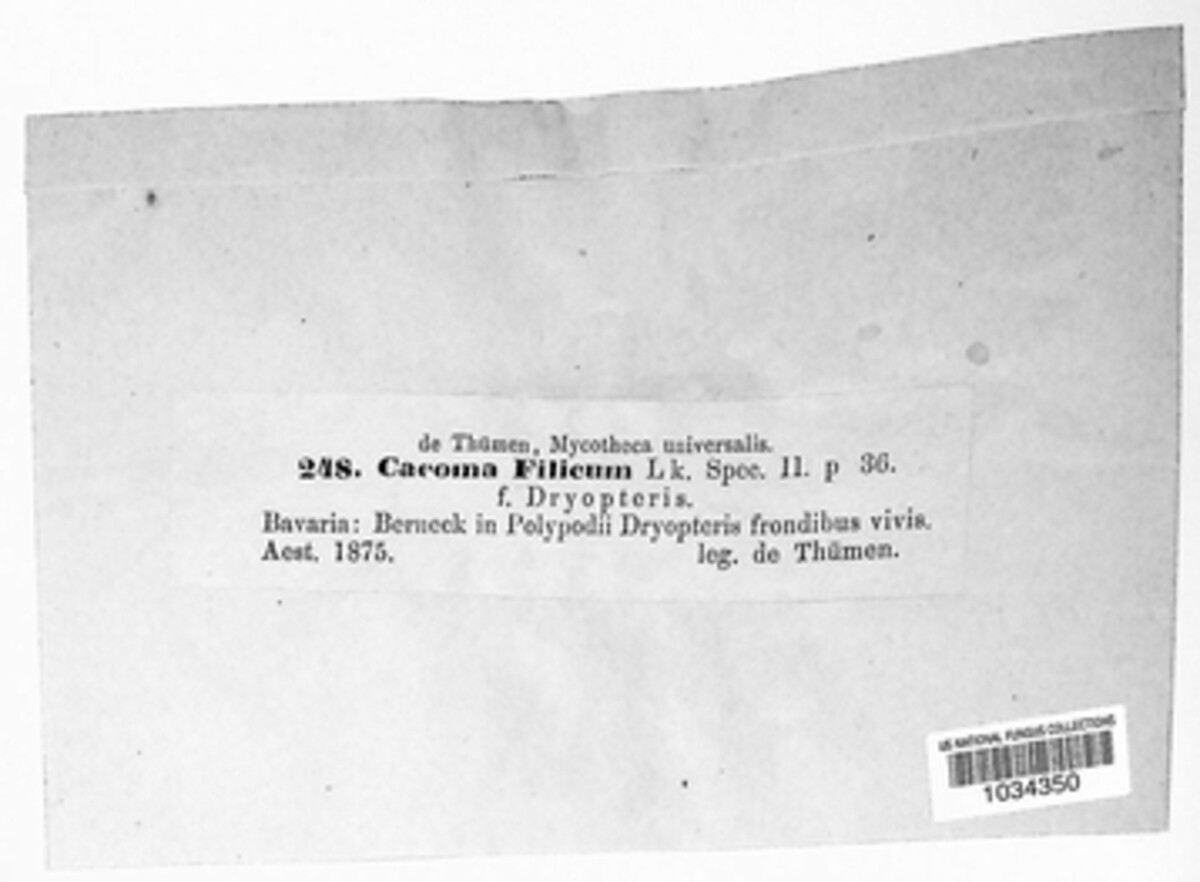 de Thümen, Mycotheca universalis.
248. Caeoma Filicum Lk. Spec. II. p 36.
f. Dryopteris.
Bavaria: Berneck in Polypodii Dryopteris frondibus vivis.
Aest. 1875. leg. de Thümen.
US NATIONAL FUNGUS COLLECTIONS
1034350